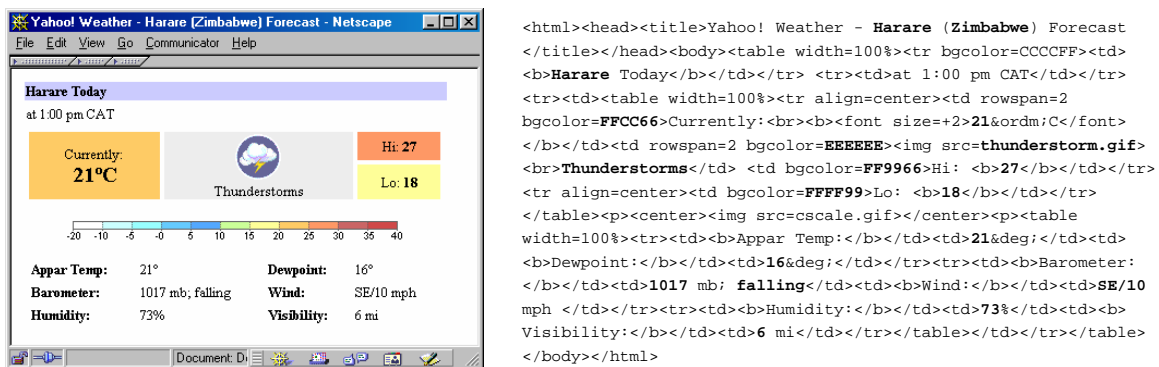 Yahoo! Weather - Harare (Zimbabwe) Forecast - Netscape
File Edit View Go Communicator Help
Harare Today
at 1:00 pm CAT
Currently:
21ºC
Thunderstorms
Hi: 27
Lo: 18
-20 -10 -5 -0 5 10 15 20 25 30 35 40
Appar Temp: 21° Dewpoint: 16°
Barometer: 1017 mb; falling Wind: SE/10 mph
Humidity: 73% Visibility: 6 mi
Document: D
<html><head><title>Yahoo! Weather - Harare (Zimbabwe) Forecast
</title></head><body><table width=100%><tr bgcolor=CCCCFF><td>
<b>Harare Today</b></td></tr> <tr><td>at 1:00 pm CAT</td></tr>
<tr><td><table width=100%><tr align=center><td rowspan=2
bgcolor=FFCC66>Currently:<br><b><font size=+2>21&ordm;C</font>
</b></td><td rowspan=2 bgcolor=EEEEEE><img src=thunderstorm.gif>
<br>Thunderstorms</td> <td bgcolor=FF9966>Hi: <b>27</b></td></tr>
<tr align=center><td bgcolor=FFFF99>Lo: <b>18</b></td></tr>
</table><p><center><img src=cscale.gif></center><p><table
width=100%><tr><td><b>Appar Temp:</b></td><td>21&deg;</td><td>
<b>Dewpoint:</b></td><td>16&deg;</td></tr><tr><td><b>Barometer:
</b></td><td>1017 mb; falling</td><td><b>Wind:</b></td><td>SE/10
mph </td></tr><tr><td><b>Humidity:</b></td><td>73%</td><td><b>
Visibility:</b></td><td>6 mi</td></tr></table></td></tr></table>
</body></html>